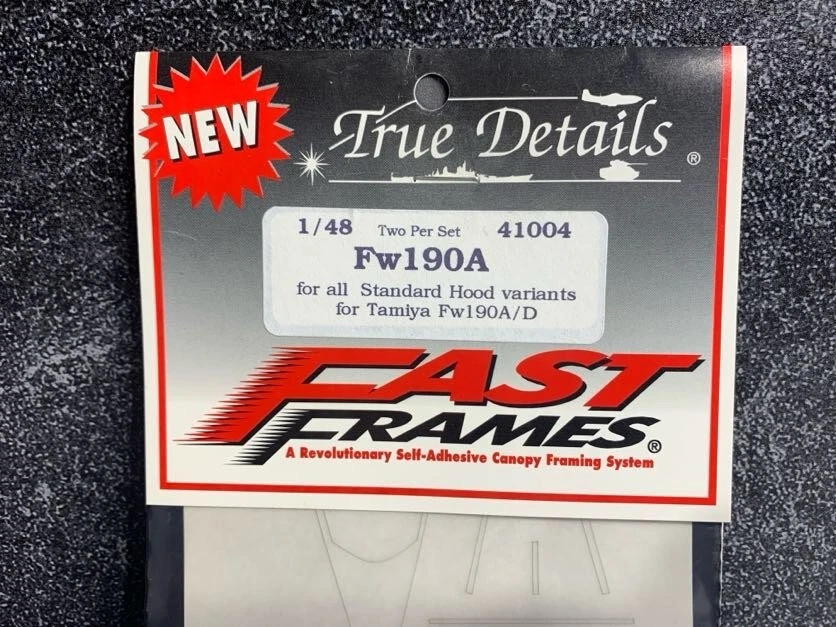 NEW
True Details ®
1/48 Two Per Set 41004
Fw190A
for all Standard Hood variants
for Tamiya Fw190A/D
FAST
FRAMES®
A Revolutionary Self-Adhesive Canopy Framing System